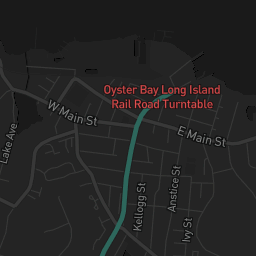 Oyster Bay Long Island
Rail Road Turntable
W Main St
E Main St
Lake Ave
Kellogg St
Anstice St
Ivy St